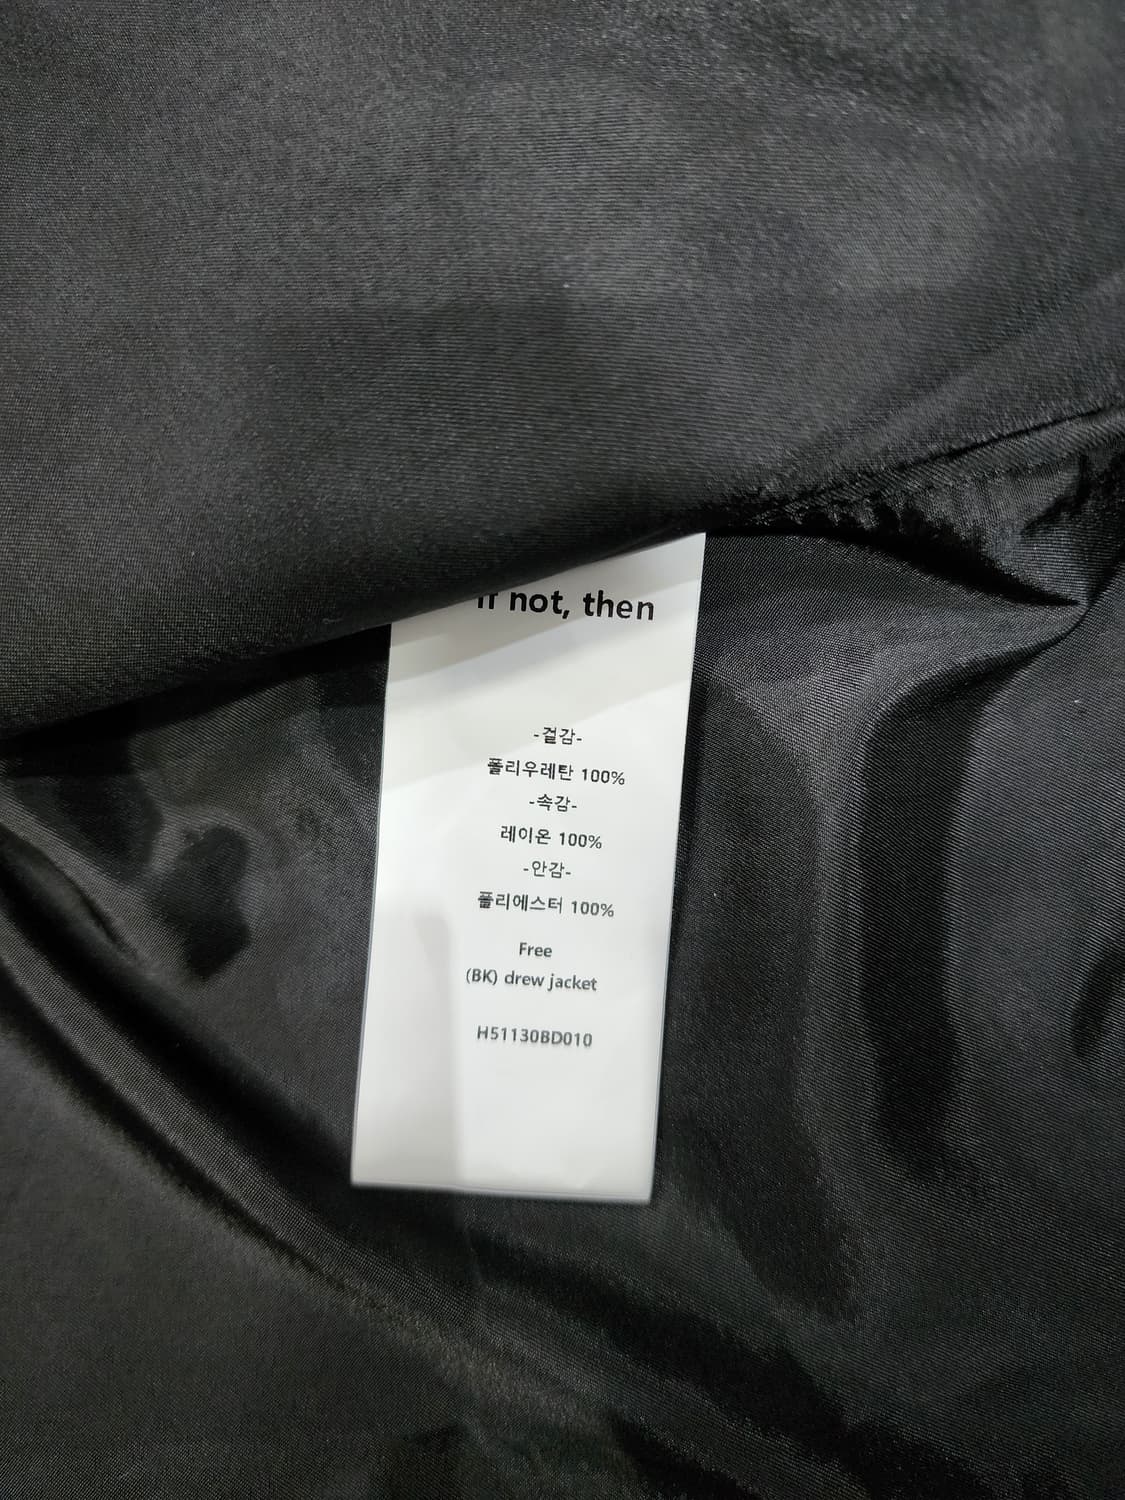 if not, then
-겉감-
폴리우레탄 100%
-속감-
레이온 100%
-안감-
폴리에스터 100%
Free
(BK) drew jacket
H51130BD010